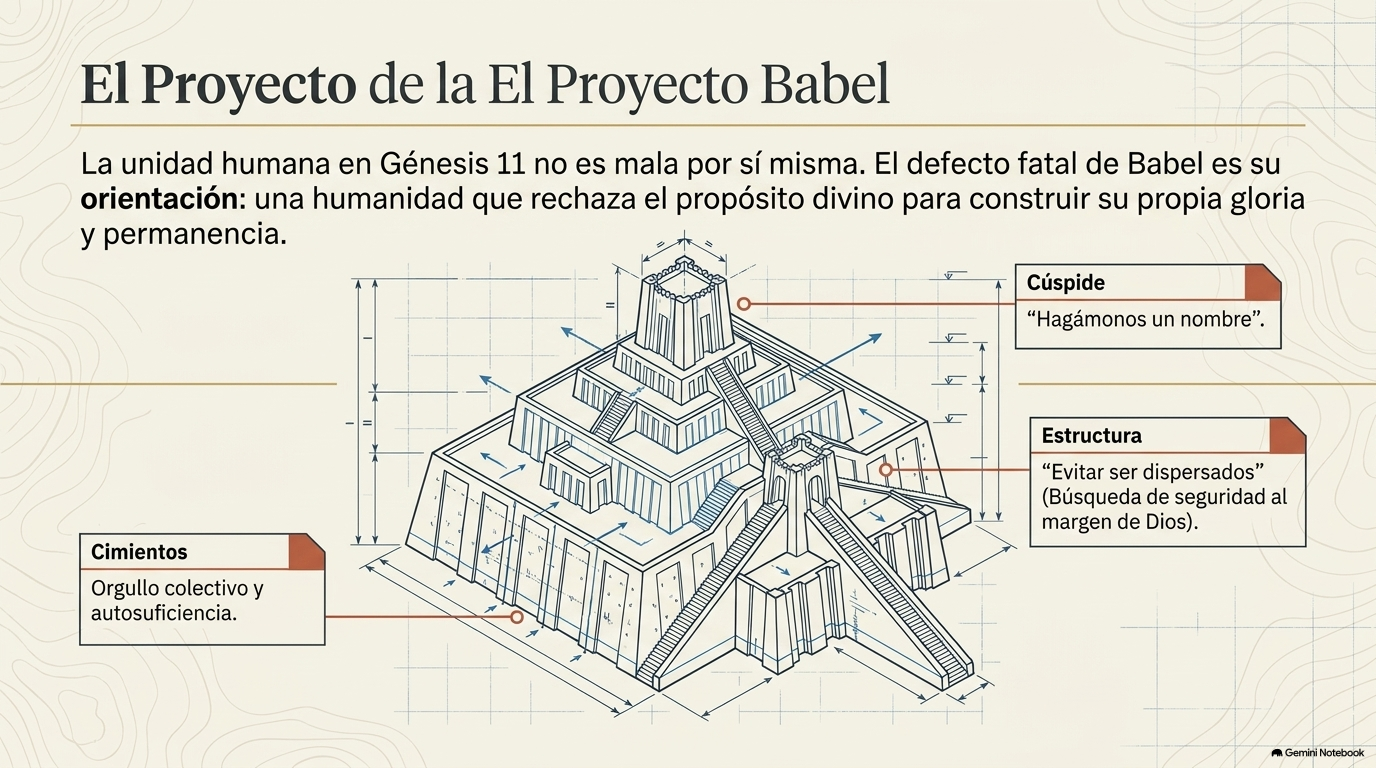 El Proyecto de la El Proyecto Babel
La unidad humana en Génesis 11 no es mala por sí misma. El defecto fatal de Babel es su
orientación: una humanidad que rechaza el propósito divino para construir su propia gloria
y permanencia.
Cúspide
“Hagámonos un nombre”.
Estructura
“Evitar ser dispersados”
(Búsqueda de seguridad al
margen de Dios).
Cimientos
Orgullo colectivo y
autosuficiencia.
Gemini Notebook